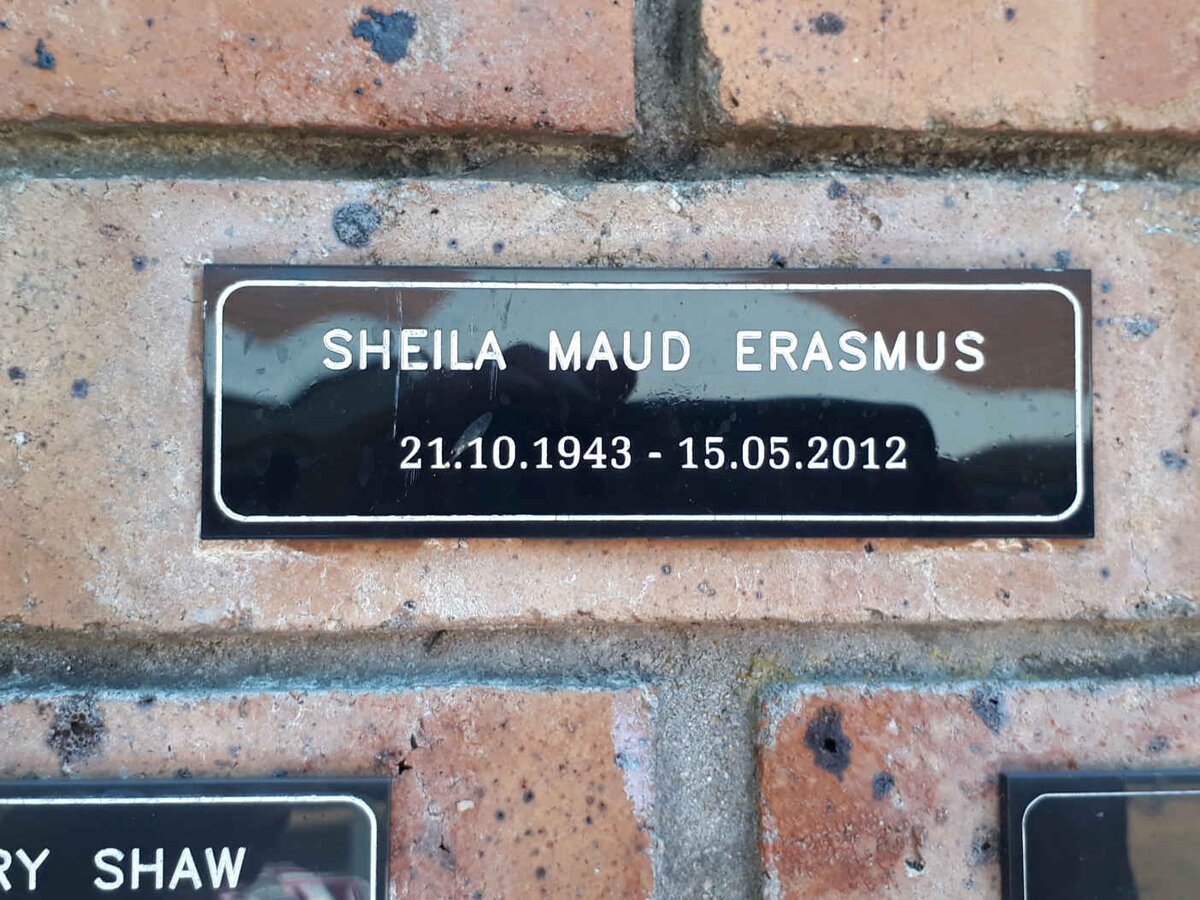 SHEILA MAUD ERASMUS
21.10.1943 - 15.05.2012
SHAW